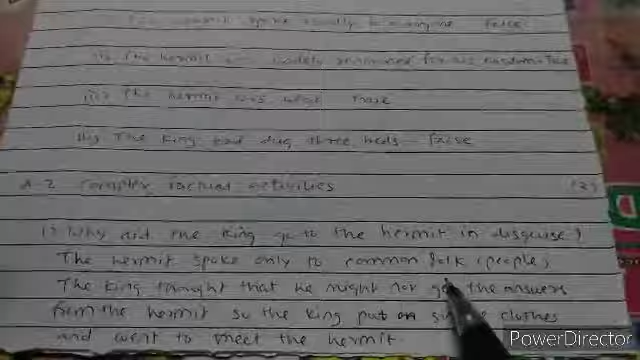 the hermit spoke usually to everyone false
ii) The hermit was widely renowned for his wisdom
iii) The hermit was weak True
iv) The King had dug three beds - false
A.2 Complex factual activities (2)
1) Why did the King go to the hermit in disguise?
The hermit spoke only to common folk (people)
The King thought that he might not get the answers
from the hermit so the king put on simple clothes
and went to meet the hermit.
PowerDirector